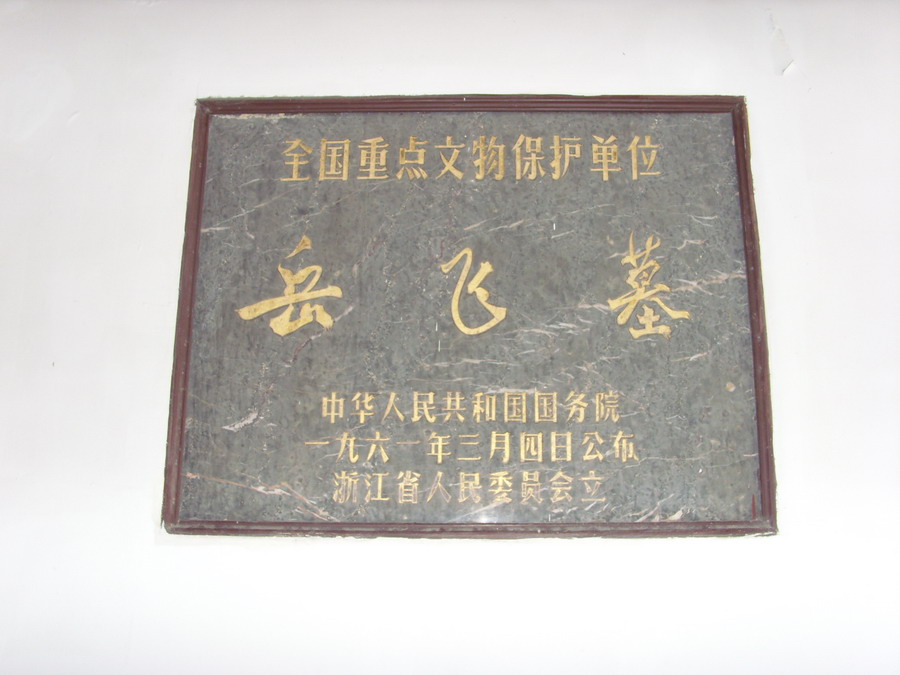 全国重点文物保护单位
岳飞墓
中华人民共和国国务院
一九六一年三月四日公布
浙江省人民委员会立